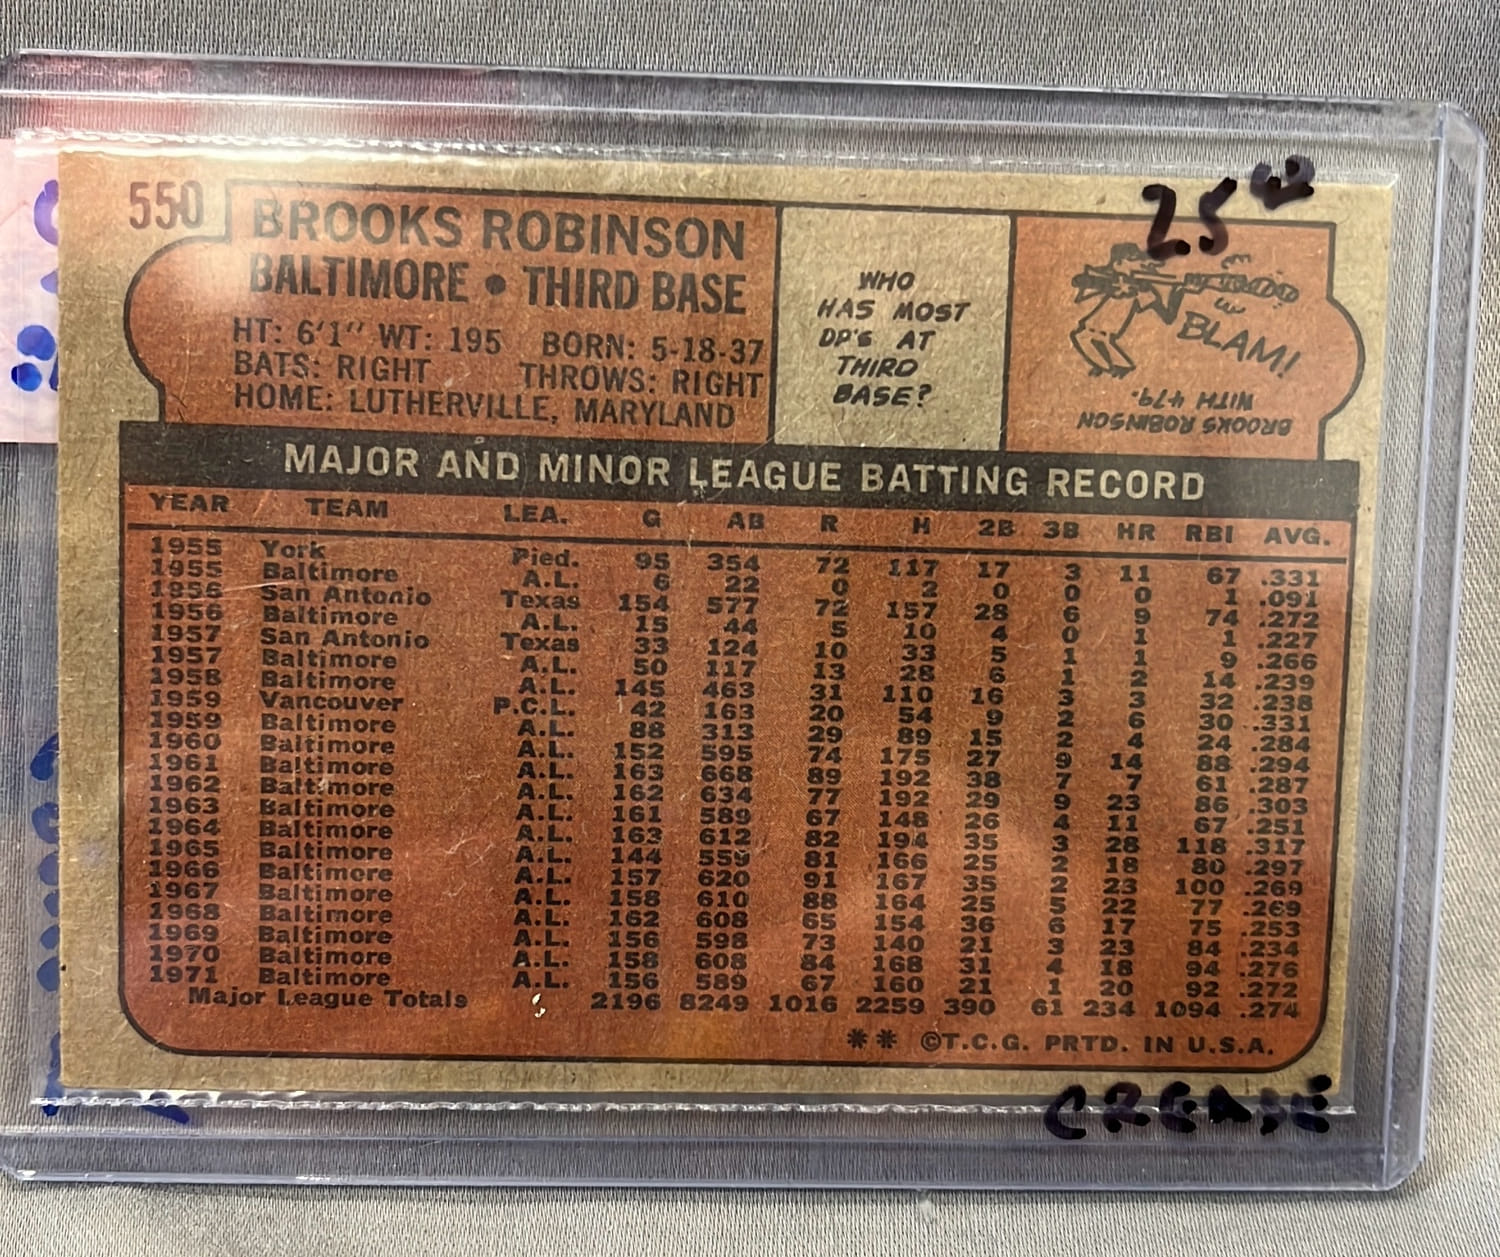 25
550
BROOKS ROBINSON
BALTIMORE • THIRD BASE
HT: 6'1" WT: 195 BORN: 5-18-37
BATS: RIGHT THROWS: RIGHT
HOME: LUTHERVILLE, MARYLAND
WHO
HAS MOST
DP'S AT
THIRD
BASE?
BLAM!
BROOKS ROBINSON
WITH 479.
MAJOR AND MINOR LEAGUE BATTING RECORD
YEAR TEAM LEA. G AB R H 2B 3B HR RBI AVG.
1955 York Pied. 95 354 72 117 17 3 11 67 .331
1955 Baltimore A.L. 6 22 0 2 0 0 0 1 .091
1956 San Antonio Texas 154 577 72 157 28 6 9 74 .272
1956 Baltimore A.L. 15 44 5 10 4 0 1 1 .227
1957 San Antonio Texas 33 124 10 33 5 1 1 9 .266
1957 Baltimore A.L. 50 117 13 28 6 1 2 14 .239
1958 Baltimore A.L. 145 463 31 110 16 3 3 32 .238
1959 Vancouver P.C.L. 42 163 20 54 9 2 6 30 .331
1959 Baltimore A.L. 88 313 29 89 15 2 4 24 .284
1960 Baltimore A.L. 152 595 74 175 27 9 14 88 .294
1961 Baltimore A.L. 163 668 89 192 38 7 7 61 .287
1962 Baltimore A.L. 162 634 77 192 29 9 23 86 .303
1963 Baltimore A.L. 161 589 67 148 26 4 11 67 .251
1964 Baltimore A.L. 163 612 82 194 35 3 28 118 .317
1965 Baltimore A.L. 144 559 81 166 25 2 18 80 .297
1966 Baltimore A.L. 157 620 91 167 35 2 23 100 .269
1967 Baltimore A.L. 158 610 88 164 25 5 22 77 .269
1968 Baltimore A.L. 162 608 65 154 36 6 17 75 .253
1969 Baltimore A.L. 156 598 73 140 21 3 23 84 .234
1970 Baltimore A.L. 158 608 84 168 31 4 18 94 .276
1971 Baltimore A.L. 156 589 67 160 21 1 20 92 .272
Major League Totals 2196 8249 1016 2259 390 61 234 1094 .274
** ©T.C.G. PRTD. IN U.S.A.
CREASE